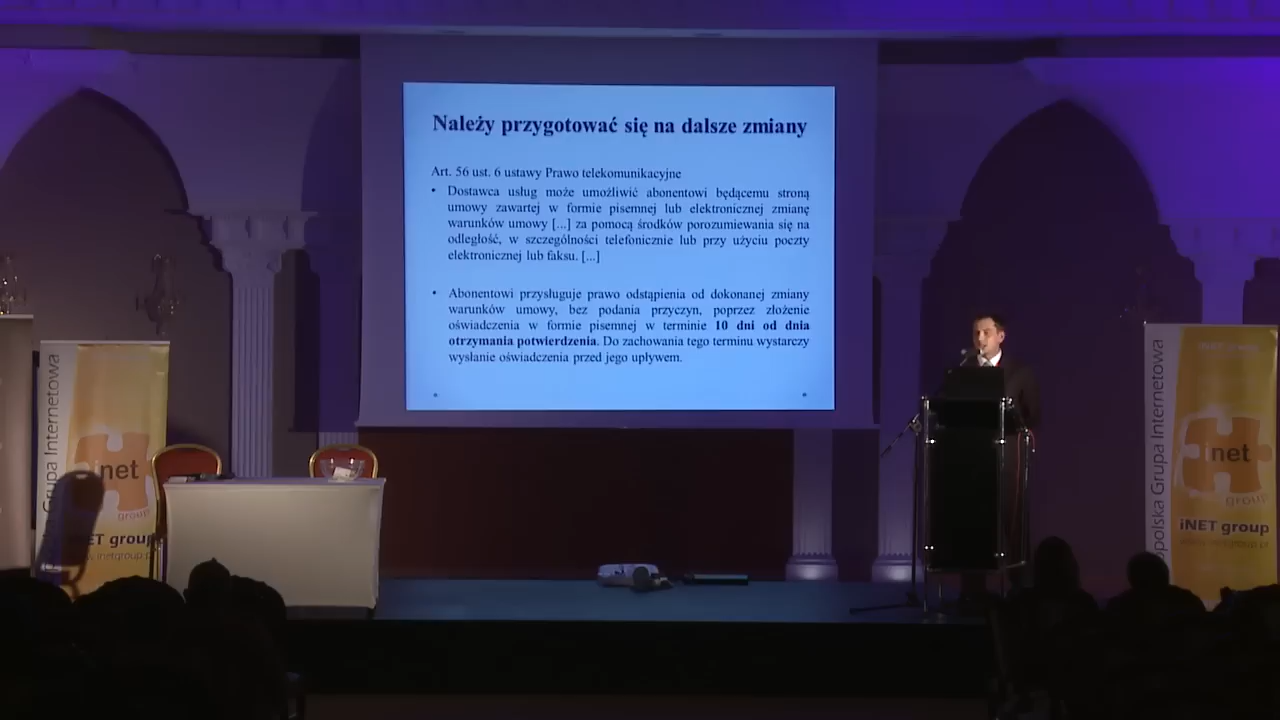 Należy przygotować się na dalsze zmiany
Art. 56 ust. 6 ustawy Prawo telekomunikacyjne
• Dostawca usług może umożliwić abonentowi będącemu stroną
umowy zawartej w formie pisemnej lub elektronicznej zmianę
warunków umowy [...] za pomocą środków porozumiewania się na
odległość, w szczególności telefonicznie lub przy użyciu poczty
elektronicznej lub faksu. [...]
• Abonentowi przysługuje prawo odstąpienia od dokonanej zmiany
warunków umowy, bez podania przyczyn, poprzez złożenie
oświadczenia w formie pisemnej w terminie 10 dni od dnia
otrzymania potwierdzenia. Do zachowania tego terminu wystarczy
wysłanie oświadczenia przed jego upływem.
Grupa Internetowa
inet
group
ET group
inetgroup.p
opolska Grupa Internetowa
inet
group
iNET group